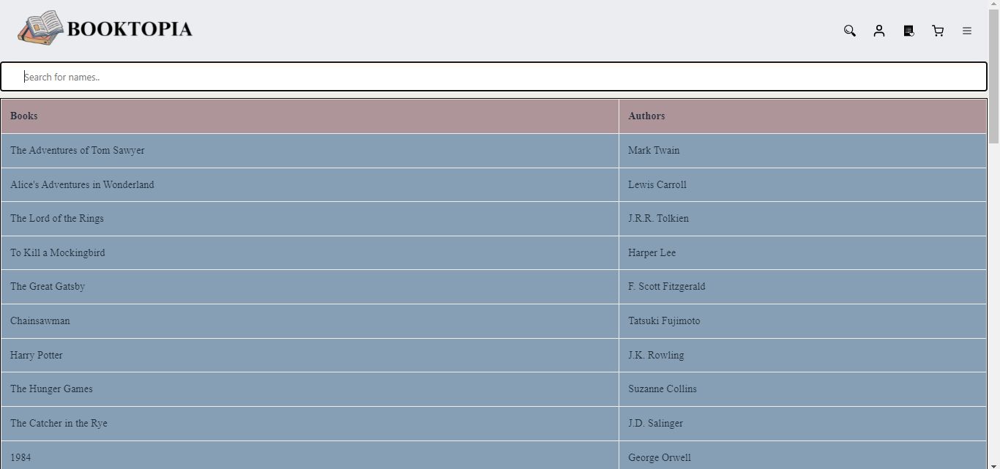 BOOKTOPIA
Search for names..
Books Authors
The Adventures of Tom Sawyer Mark Twain
Alice's Adventures in Wonderland Lewis Carroll
The Lord of the Rings J.R.R. Tolkien
To Kill a Mockingbird Harper Lee
The Great Gatsby F. Scott Fitzgerald
Chainsawman Tatsuki Fujimoto
Harry Potter J.K. Rowling
The Hunger Games Suzanne Collins
The Catcher in the Rye J.D. Salinger
1984 George Orwell